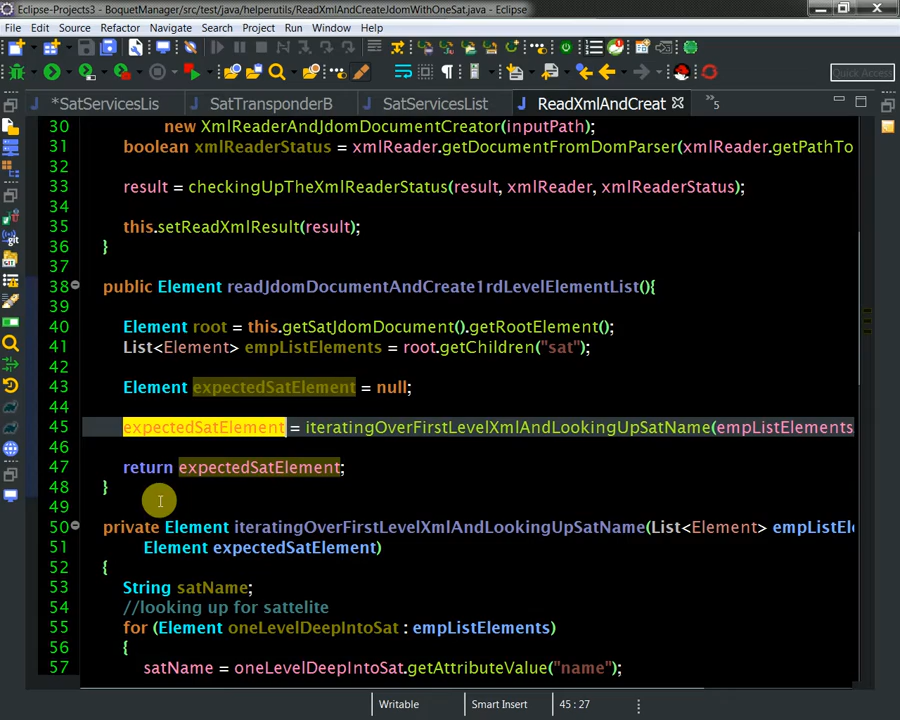 Eclipse-Projects3 - BoquetManager/src/test/java/helperutils/ReadXmlAndCreateJdomWithOneSat.java - Eclipse
File Edit Source Refactor Navigate Search Project Run Window Help
Quick Access
*SatServicesLis SatTransponderB SatServicesList ReadXmlAndCreat »5
30 new XmlReaderAndJdomDocumentCreator(inputPath);
31 boolean xmlReaderStatus = xmlReader.getDocumentFromDomParser(xmlReader.getPathTo
32
33 result = checkingUpTheXmlReaderStatus(result, xmlReader, xmlReaderStatus);
34
35 this.setReadXmlResult(result);
36 }
37
38 public Element readJdomDocumentAndCreate1rdLevelElementList(){
39
40 Element root = this.getSatJdomDocument().getRootElement();
41 List<Element> empListElements = root.getChildren("sat");
42
43 Element expectedSatElement = null;
44
45 expectedSatElement = iteratingOverFirstLevelXmlAndLookingUpSatName(empListElements
46
47 return expectedSatElement;
48 }
49
50 private Element iteratingOverFirstLevelXmlAndLookingUpSatName(List<Element> empListEle
51 Element expectedSatElement)
52 {
53 String satName;
54 //looking up for sattelite
55 for (Element oneLevelDeepIntoSat : empListElements)
56 {
57 satName = oneLevelDeepIntoSat.getAttributeValue("name");
Writable Smart Insert 45 : 27